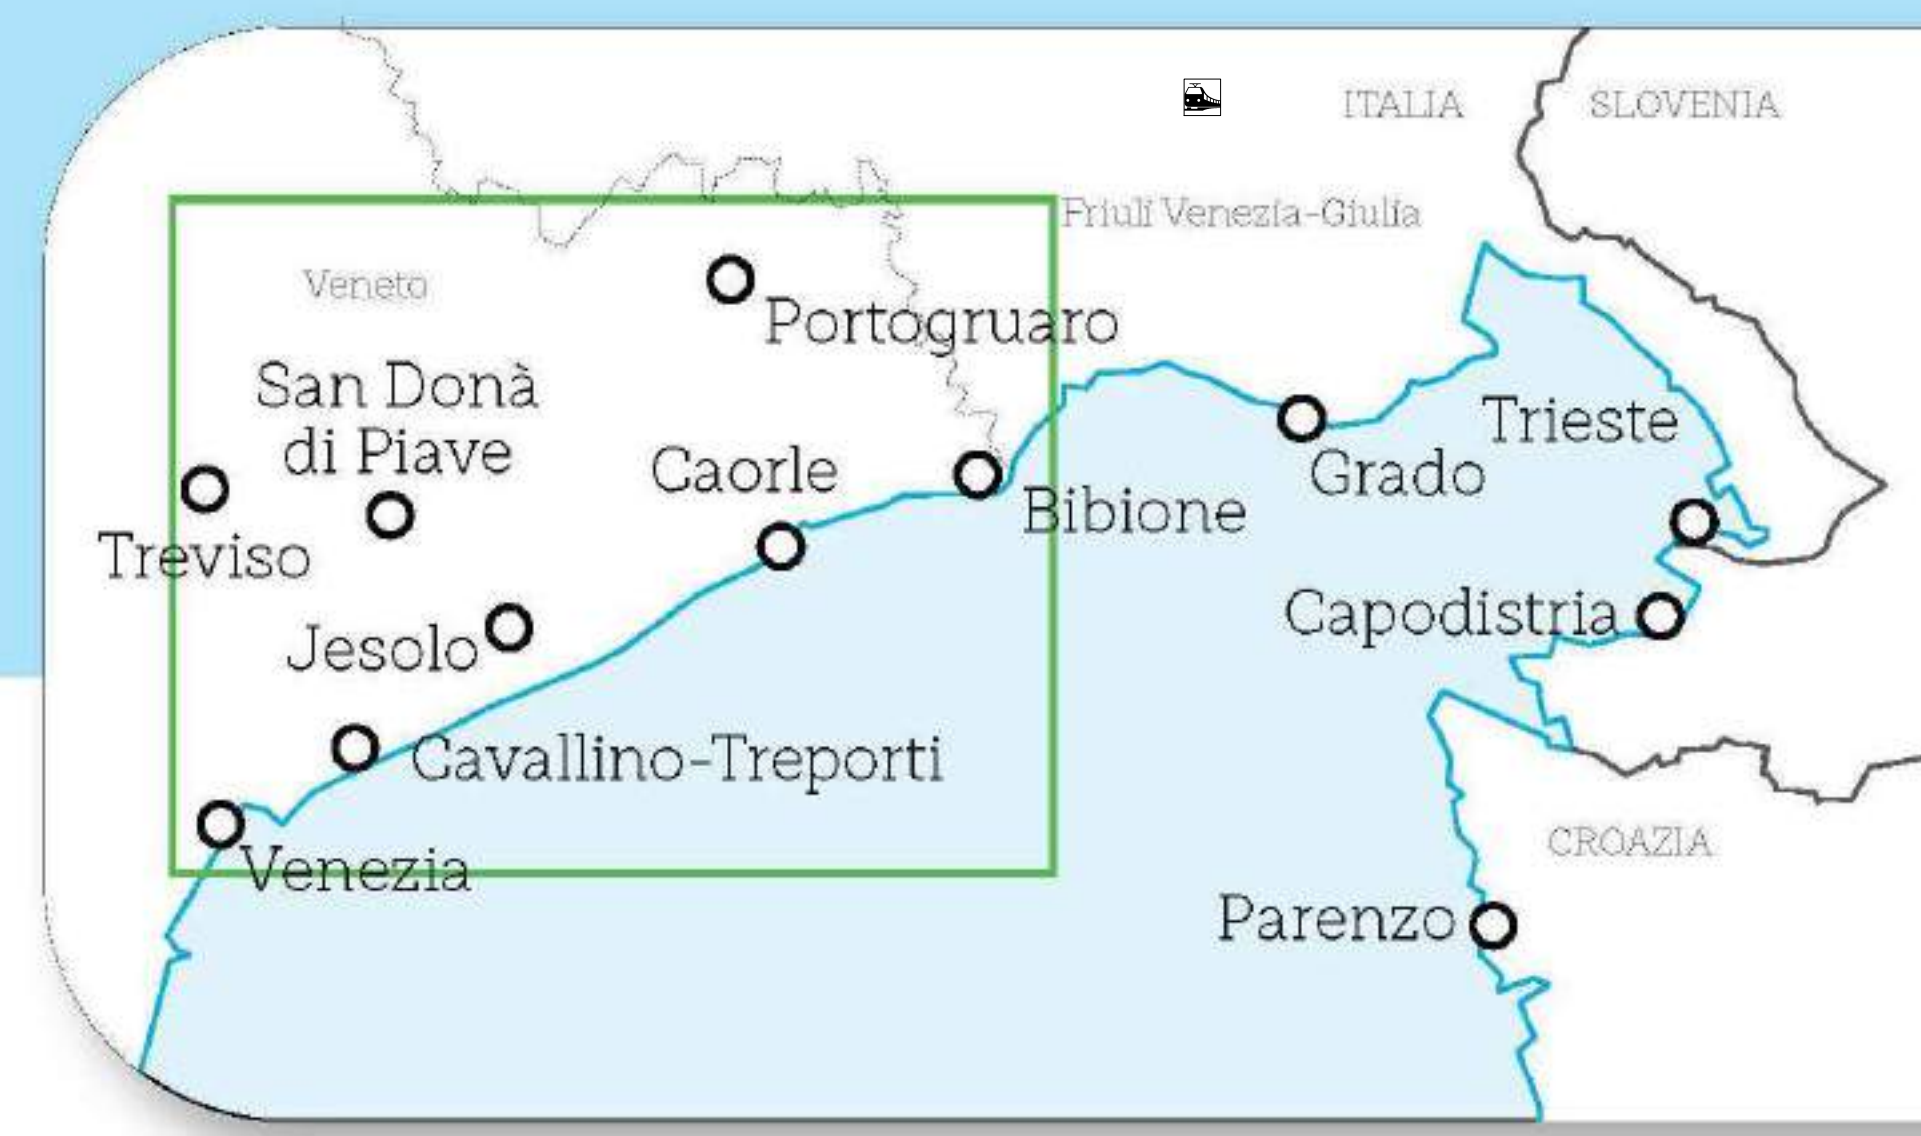 ITALIA
SLOVENIA
Friuli Venezia-Giulia
Veneto
Portogruaro
San Donà
di Piave
Caorle
Trieste
Grado
Bibione
Treviso
Capodistria
Jesolo
Cavallino-Treporti
CROAZIA
Venezia
Parenzo